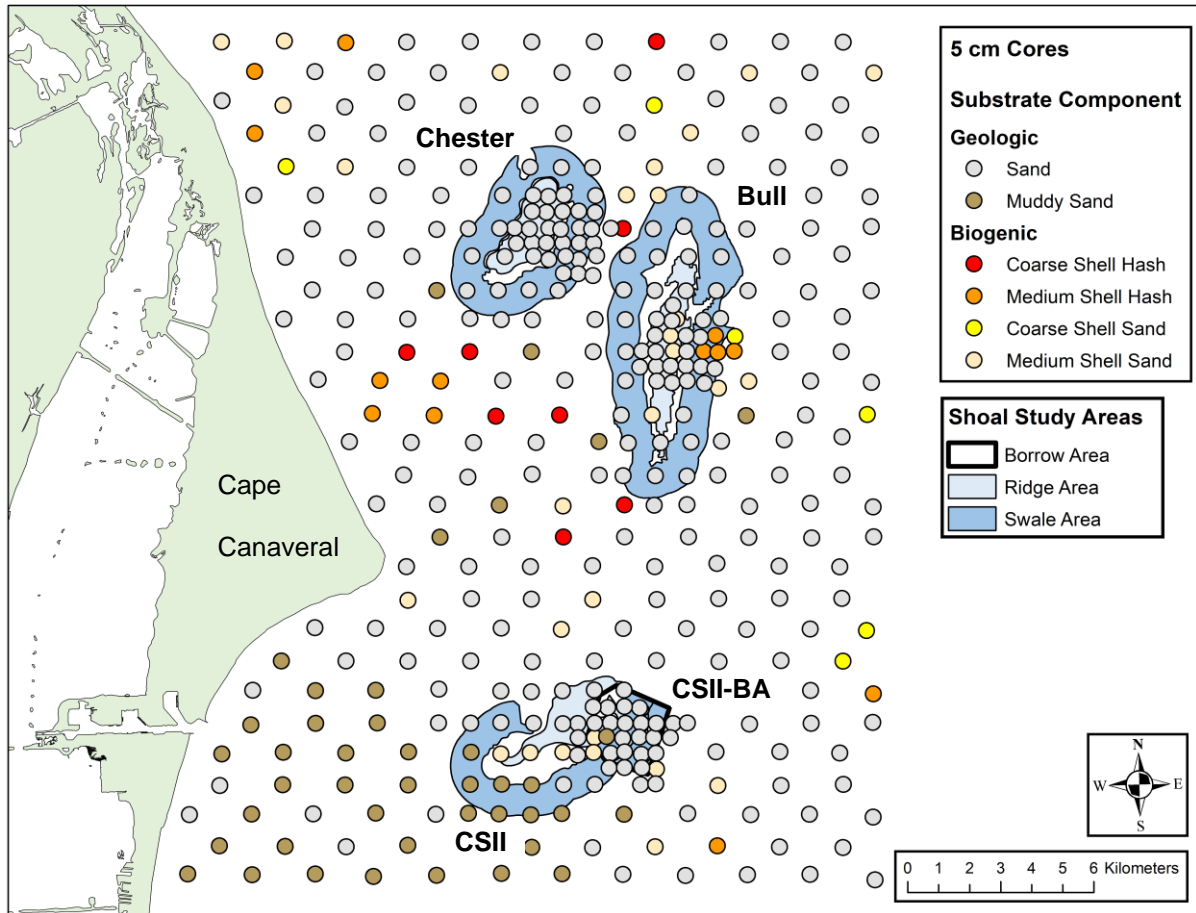 5 cm Cores
Substrate Component
Geologic
Sand
Muddy Sand
Biogenic
Coarse Shell Hash
Medium Shell Hash
Coarse Shell Sand
Medium Shell Sand
Shoal Study Areas
Borrow Area
Ridge Area
Swale Area
Chester
Bull
Cape
Canaveral
CSII-BA
CSII
N
W E
S
0 1 2 3 4 5 6 Kilometers